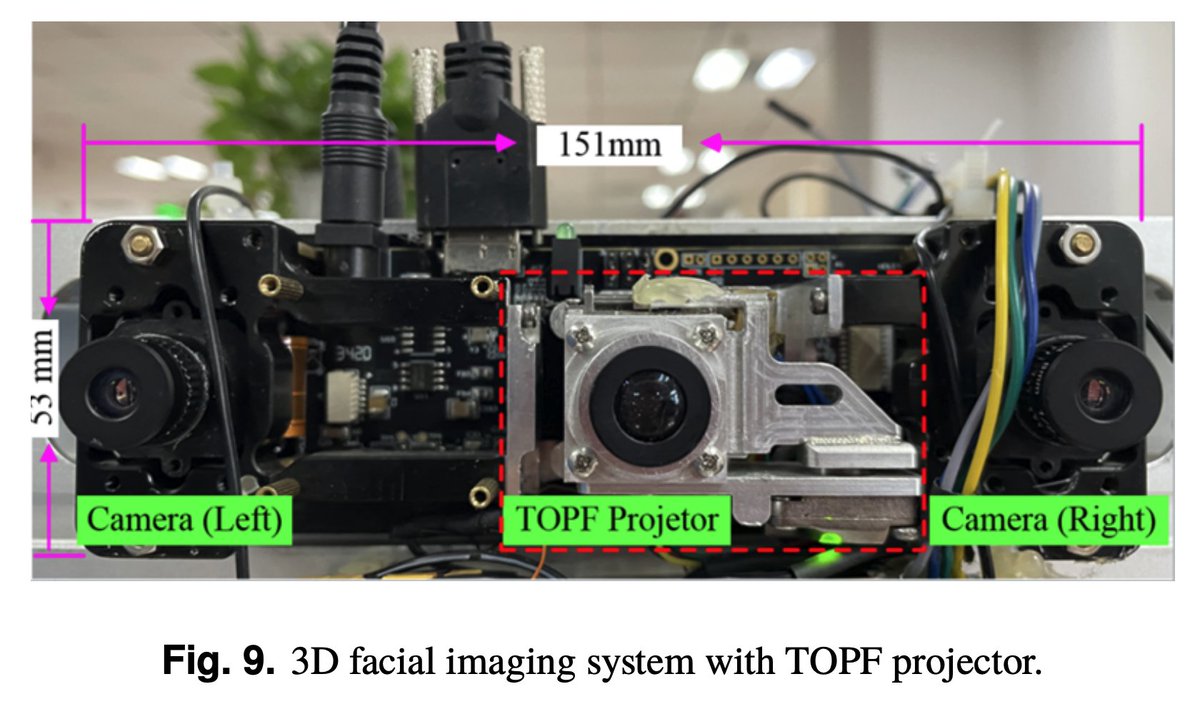 151mm
53 mm
3420
Camera (Left)
TOPF Projetor
Camera (Right)
Fig. 9. 3D facial imaging system with TOPF projector.